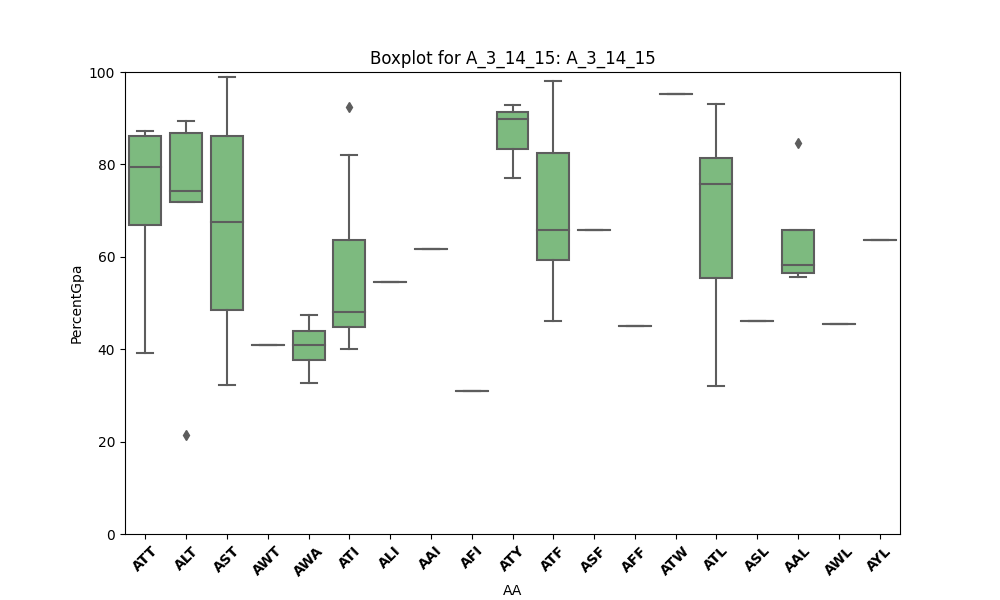 Boxplot for A_3_14_15: A_3_14_15
100
80
60
40
20
0
PercentGpa
ATT ALT AST AWT AWA ATI ALI AAI AFI ATY ATF ASF AFF ATW ATL ASL AAL AWL AYL
AA